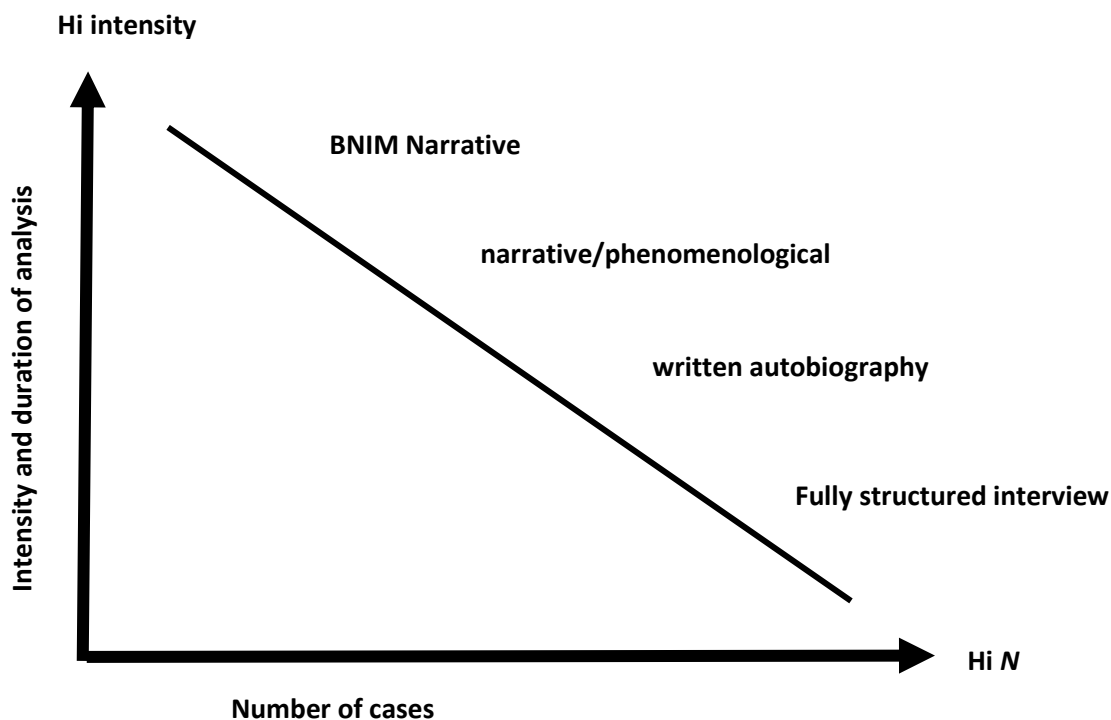 Hi intensity
BNIM Narrative
Intensity and duration of analysis
narrative/phenomenological
written autobiography
Fully structured interview
Hi N
Number of cases